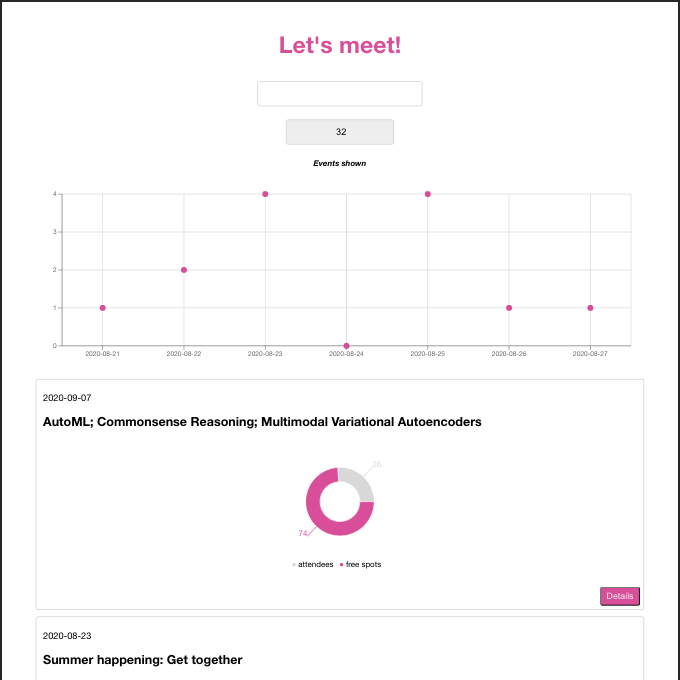 Let's meet!
32
Events shown
4
3
2
1
0
2020-08-21 2020-08-22 2020-08-23 2020-08-24 2020-08-25 2020-08-26 2020-08-27
2020-09-07
AutoML; Commonsense Reasoning; Multimodal Variational Autoencoders
26
74
attendees free spots
Details
2020-08-23
Summer happening: Get together